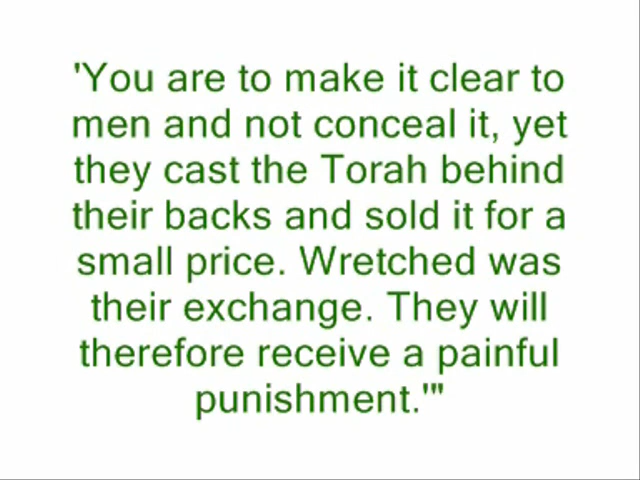 'You are to make it clear to
men and not conceal it, yet
they cast the Torah behind
their backs and sold it for a
small price. Wretched was
their exchange. They will
therefore receive a painful
punishment.'"